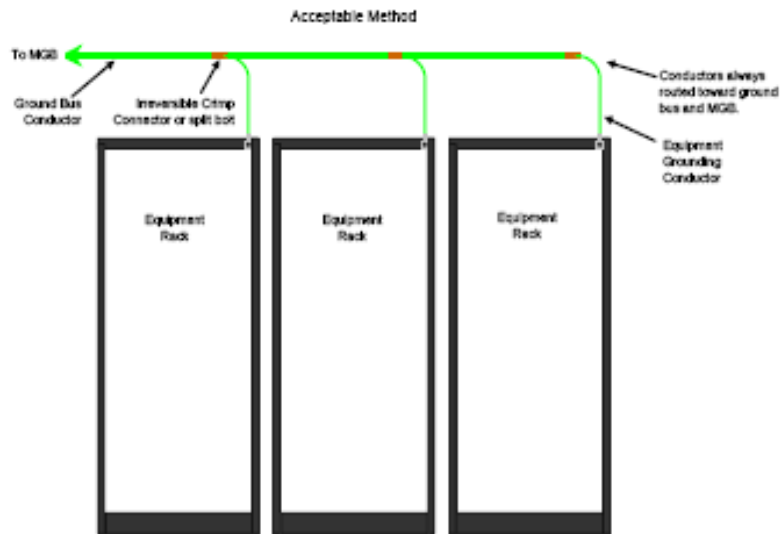 Acceptable Method
To MGB
Ground Bus
Conductor
Irreversible Crimp
Connector or split bolt
Conductors always
routed toward ground
bus and MGB.
Equipment
Grounding
Conductor
Equipment
Rack
Equipment
Rack
Equipment
Rack